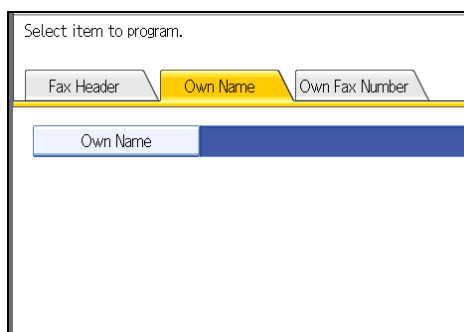 Select item to program.
Fax Header Own Name Own Fax Number
Own Name